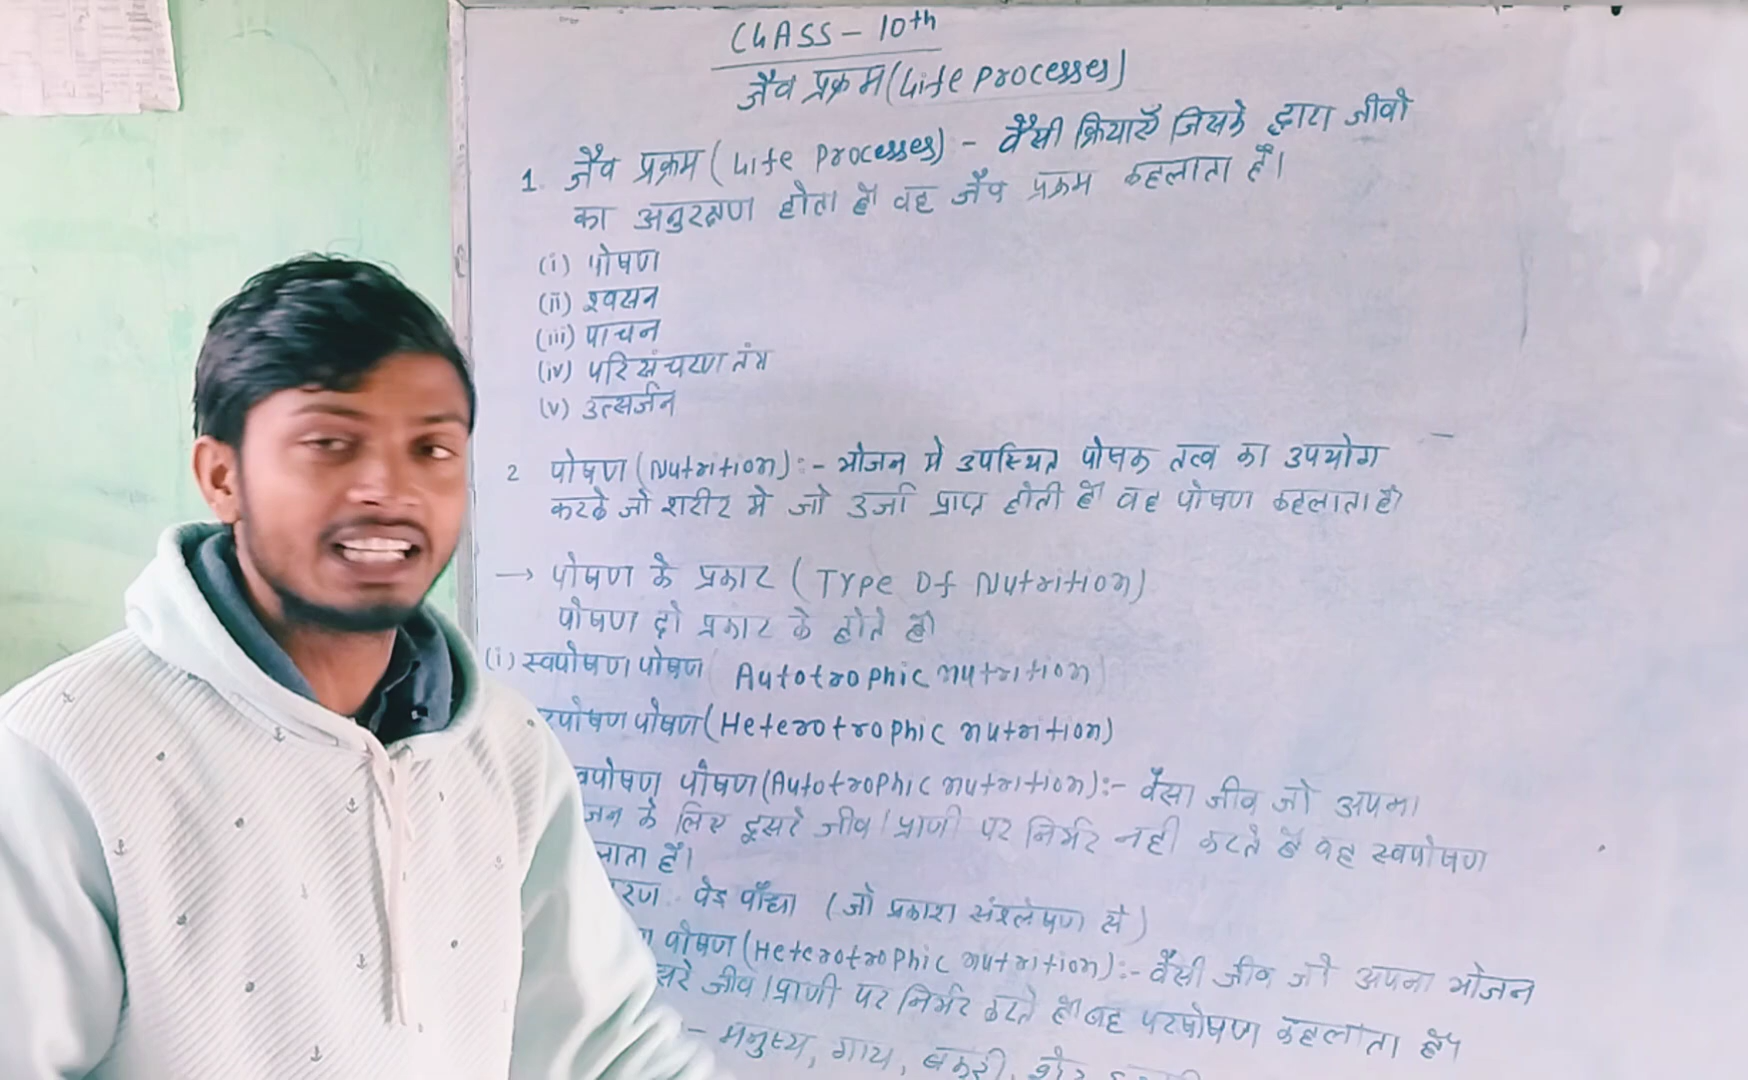 CLASS - 10th
जैव प्रक्रम (Life Processes)
1. जैव प्रक्रम (Life Processes) :- वैसी क्रियाएँ जिसके द्वारा जीवो
का अनुरक्षण होता है वह जैव प्रक्रम कहलाता है।
(i) पोषण
(ii) श्वसन
(iii) पाचन
(iv) परिसंचरण तंत्र
(v) उत्सर्जन
2 पोषण (Nutrition) :- भोजन मे उपस्थित पोषक तत्व का उपयोग
करके जो शरीर मे जो उर्जा प्राप्त होती है वह पोषण कहलाता है।
→ पोषण के प्रकार (Type Of Nutrition)
पोषण दो प्रकार के होते है।
(i) स्वपोषण पोषण (Autotrophic nutrition)
रपोषण पोषण (Heterotrophic nutrition)
वपोषण पोषण (Autotrophic nutrition) :- वैसा जीव जो अपना
जन के लिए दूसरे जीव / प्राणी पर निर्भर नही करते है वह स्वपोषण
लाता है।
रण पेड़ पौधा (जो प्रकाश संश्लेषण से)
ण पोषण (Heterotrophic nutrition) :- वैसी जीव जो अपना भोजन
सरे जीव / प्राणी पर निर्भर करते है वह परपोषण कहलाता है।
:- मनुष्य, गाय, बकरी, शेर